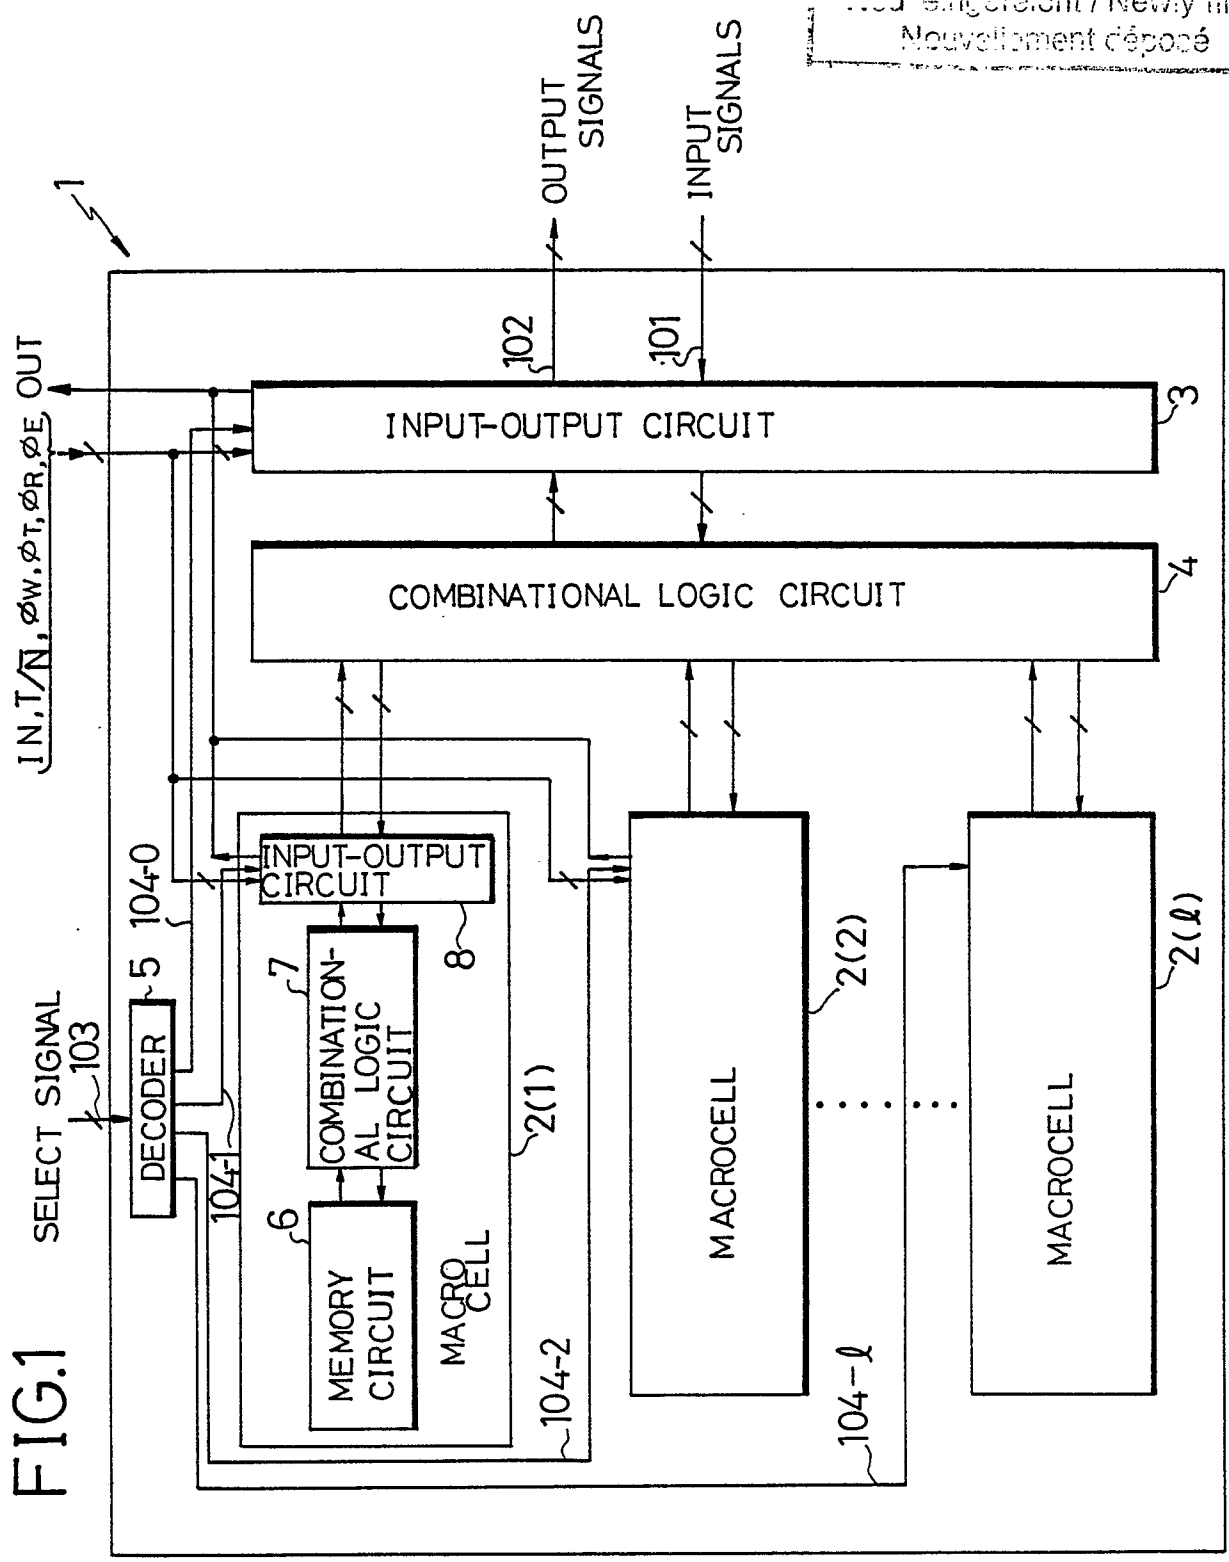 FIG.1
SELECT SIGNAL
103
IN, T/N̅, ØW, ØT, ØR, ØE
OUT
1
DECODER
5
104-0
104-1
104-2
104-ℓ
MEMORY
CIRCUIT
6
COMBINATION-
AL LOGIC
CIRCUIT
7
INPUT-OUTPUT
CIRCUIT
8
MACRO
CELL
2(1)
MACROCELL
2(2)
MACROCELL
2(ℓ)
COMBINATIONAL LOGIC CIRCUIT
4
INPUT-OUTPUT CIRCUIT
3
102
OUTPUT
SIGNALS
101
INPUT
SIGNALS
/ Newly
Nouvellement déposé